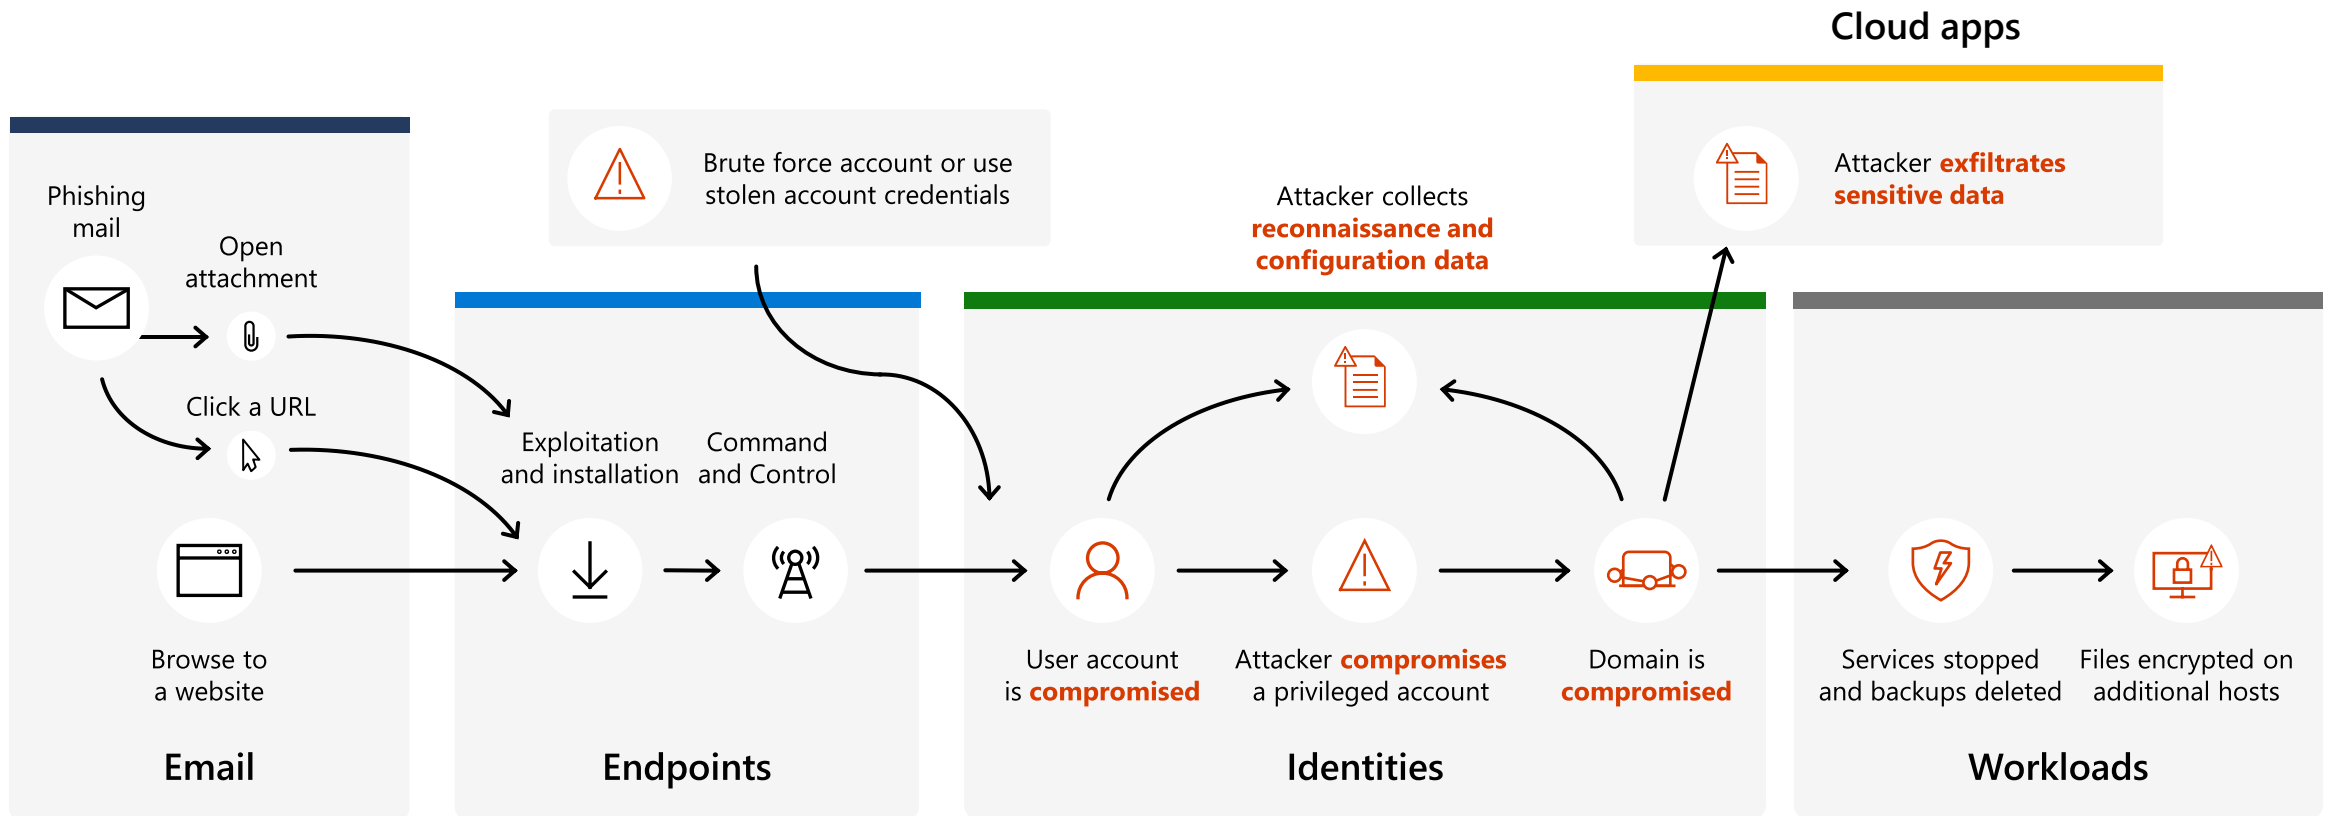 Cloud apps
Phishing
mail
Open
attachment
Click a URL
Browse to
a website
Email
Brute force account or use
stolen account credentials
Exploitation
and installation
Command
and Control
Endpoints
Attacker collects
reconnaissance and
configuration data
User account
is compromised
Attacker compromises
a privileged account
Domain is
compromised
Identities
Attacker exfiltrates
sensitive data
Services stopped
and backups deleted
Files encrypted on
additional hosts
Workloads